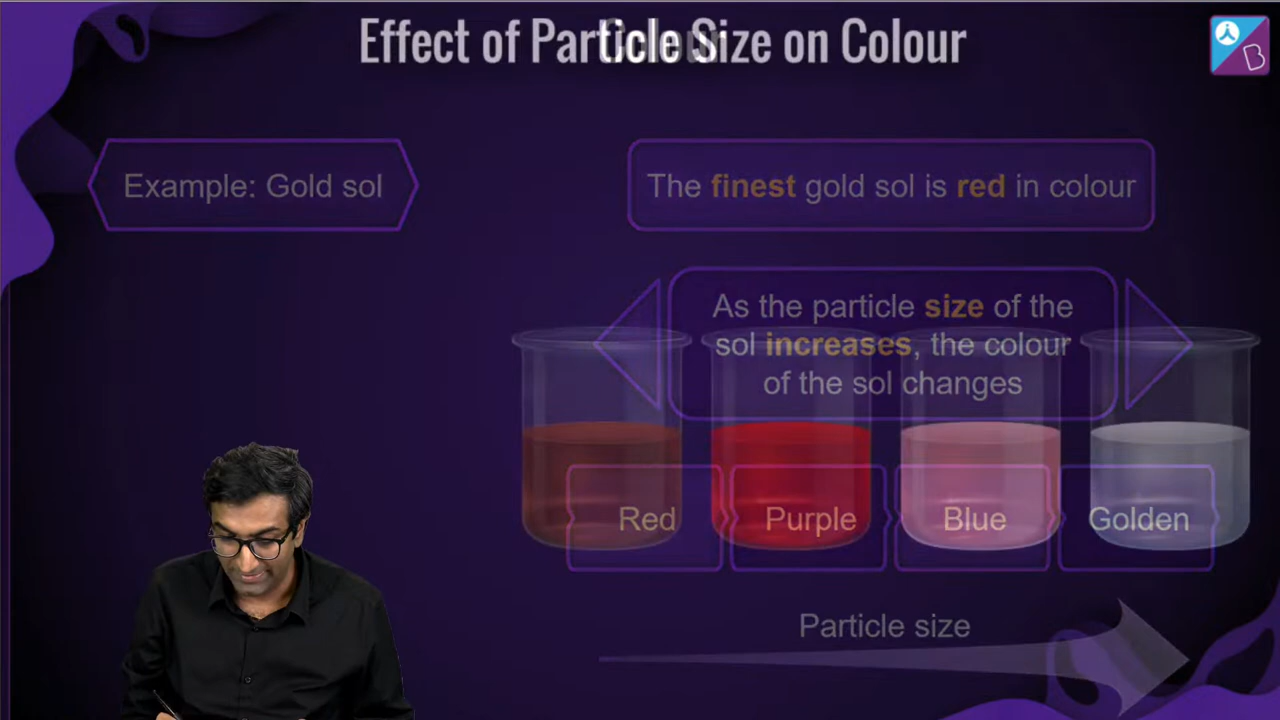 Effect of Particle Size on Colour
Colour
Example: Gold sol
The finest gold sol is red in colour
As the particle size of the
sol increases, the colour
of the sol changes
Red
Purple
Blue
Golden
Particle size
B